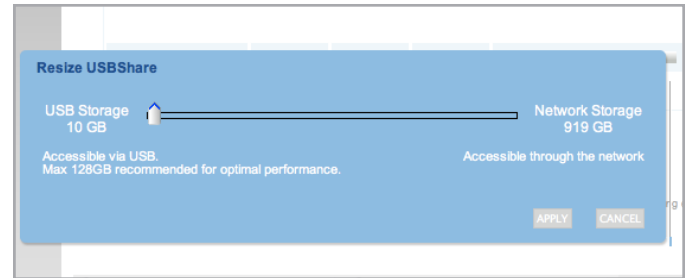 Resize USBShare
USB Storage
10 GB
Network Storage
919 GB
Accessible via USB.
Max 128GB recommended for optimal performance.
Accessible through the network
APPLY
CANCEL